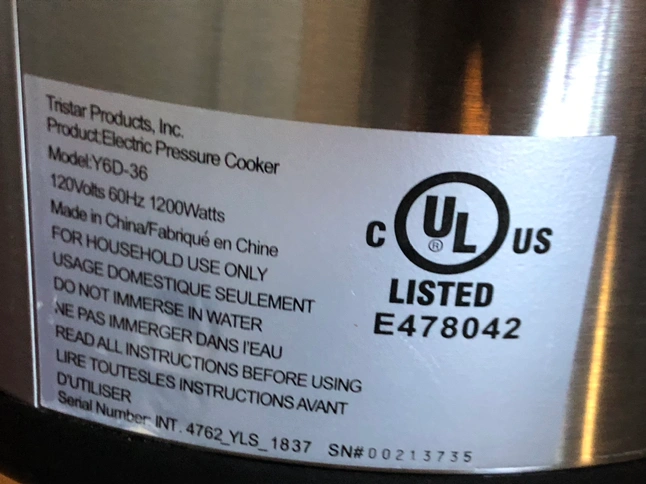 Tristar Products, Inc.
Product:Electric Pressure Cooker
Model:Y6D-36
120Volts 60Hz 1200Watts
Made in China/Fabriqué en Chine
FOR HOUSEHOLD USE ONLY
USAGE DOMESTIQUE SEULEMENT
DO NOT IMMERSE IN WATER
NE PAS IMMERGER DANS l'EAU
READ ALL INSTRUCTIONS BEFORE USING
LIRE TOUTESLES INSTRUCTIONS AVANT
D'UTILISER
Serial Number: INT. 4762_YLS_1837 SN#00213735
C UL ® US
LISTED
E478042